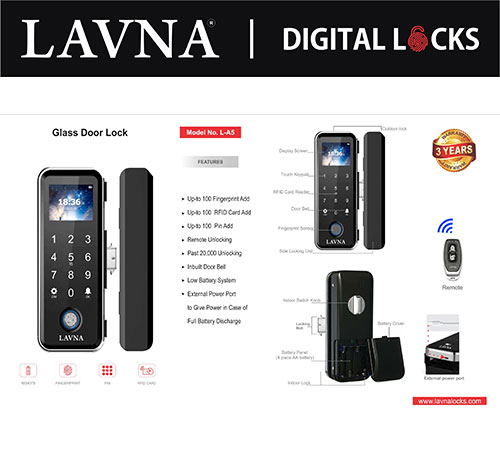 LAVNA® | DIGITAL LOCKS
Glass Door Lock
Model No. L-A5
FEATURES
• Up-to 100 Fingerprint Add
• Up-to 100 RFID Card Add
• Up-to 100 Pin Add
• Remote Unlocking
• Past 20,000 Unlocking
• Inbuilt Door Bell
• Low Battery System
• External Power Port
to Give Power in Case of
Full Battery Discharge
18:36
1 2 3
4 5 6
7 8 9
0
LAVNA
REMOTE
FINGERPRINT
PIN
RFID CARD
Outdoor lock
Display Screen
Touch Keypad
RFID Card Reader
Door Bell
Fingerprint Sensor
Side Locking Unit
LAVNA
WARRANTY
3 YEARS
Remote
Indoor Switch Knob
Locking
Bolt
Battery Cover
Battery Panel
(4 piece AA battery)
Indoor Lock
External power port
www.lavnalocks.com